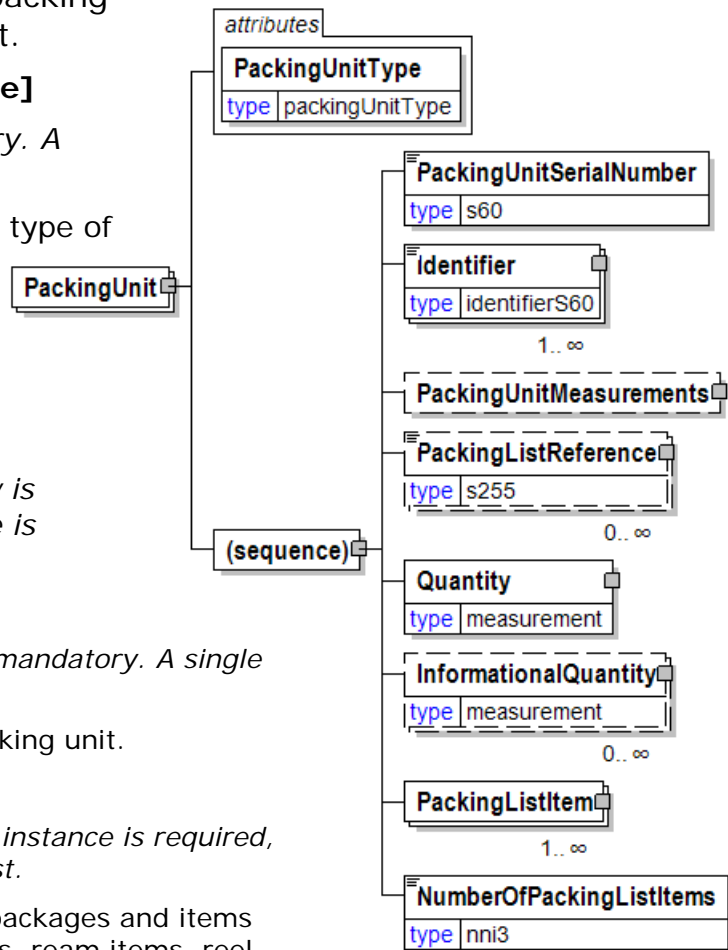 packing
t.
e]
ry. A
type of
y is
e is
mandatory. A single
king unit.
instance is required,
st.
packages and items
s, ream items, reel
attributes
PackingUnitType
type packingUnitType
PackingUnit
(sequence)
PackingUnitSerialNumber
type s60
Identifier
type identifierS60
1.. ∞
PackingUnitMeasurements
PackingListReference
type s255
0.. ∞
Quantity
type measurement
InformationalQuantity
type measurement
0.. ∞
PackingListItem
1.. ∞
NumberOfPackingListItems
type nni3